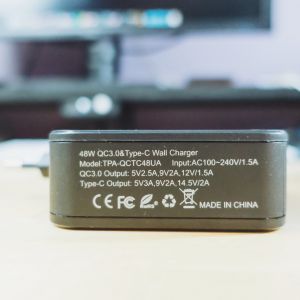 48W QC3.0&Type-C Wall Charger
Model:TPA-QCTC48UA Input:AC100~240V/1.5A
QC3.0 Output: 5V2.5A,9V2A,12V/1.5A
Type-C Output: 5V3A,9V2A,14.5V/2A
CE FC MADE IN CHINA